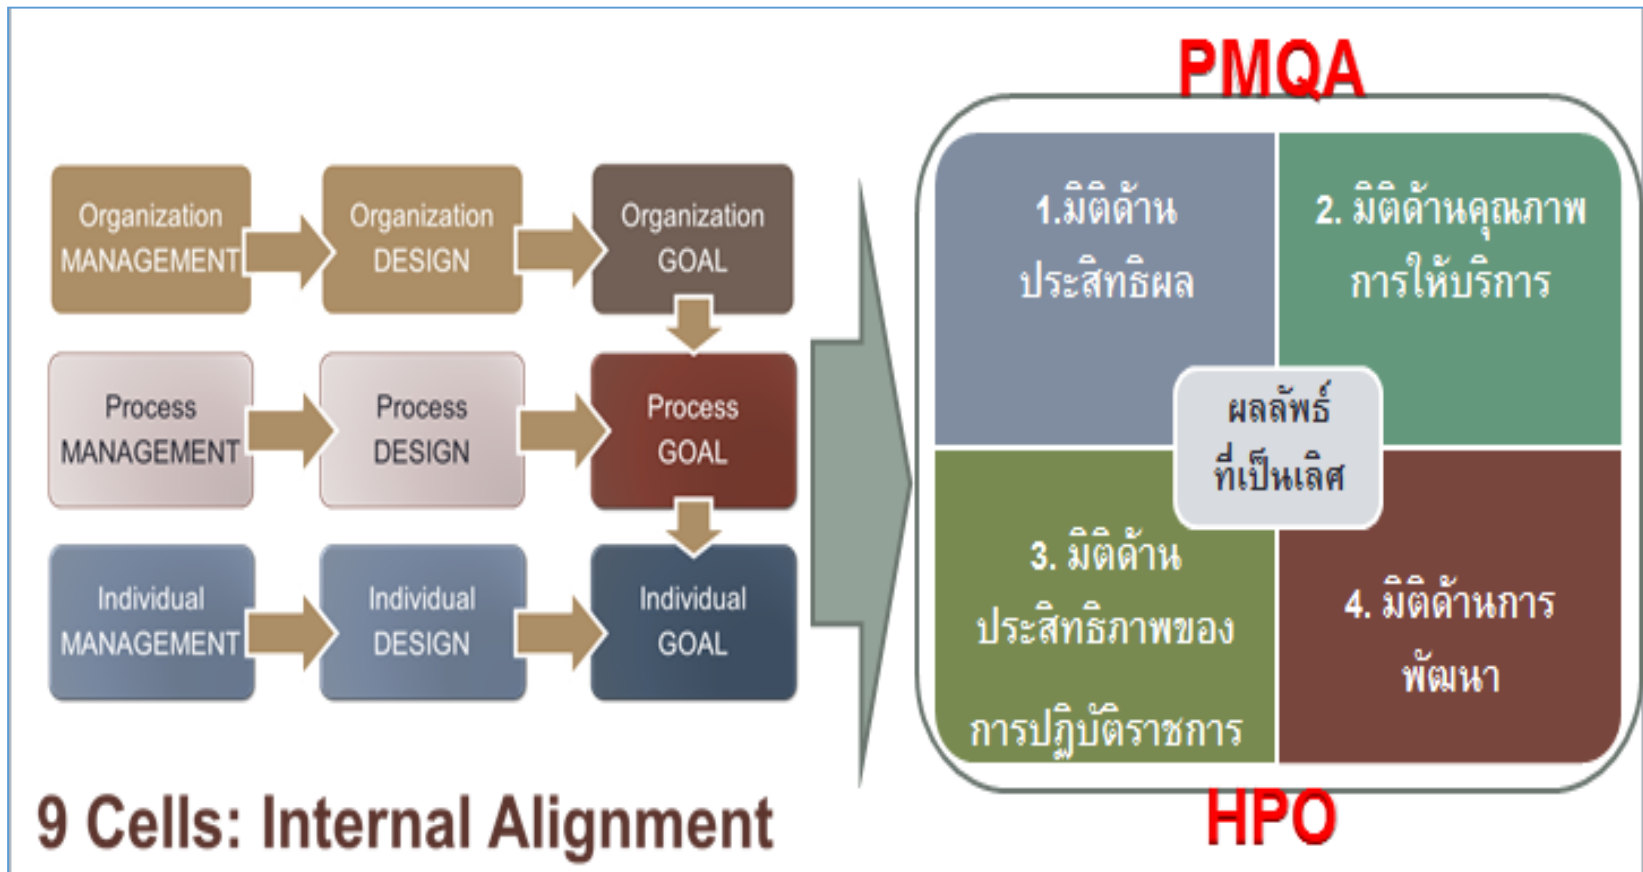 PMQA
Organization
MANAGEMENT
Organization
DESIGN
Organization
GOAL
Process
MANAGEMENT
Process
DESIGN
Process
GOAL
Individual
MANAGEMENT
Individual
DESIGN
Individual
GOAL
9 Cells: Internal Alignment
1.มิติด้าน
ประสิทธิผล
2. มิติด้านคุณภาพ
การให้บริการ
ผลลัพธ์
ที่เป็นเลิศ
3. มิติด้าน
ประสิทธิภาพของ
การปฏิบัติราชการ
4. มิติด้านการ
พัฒนา
HPO